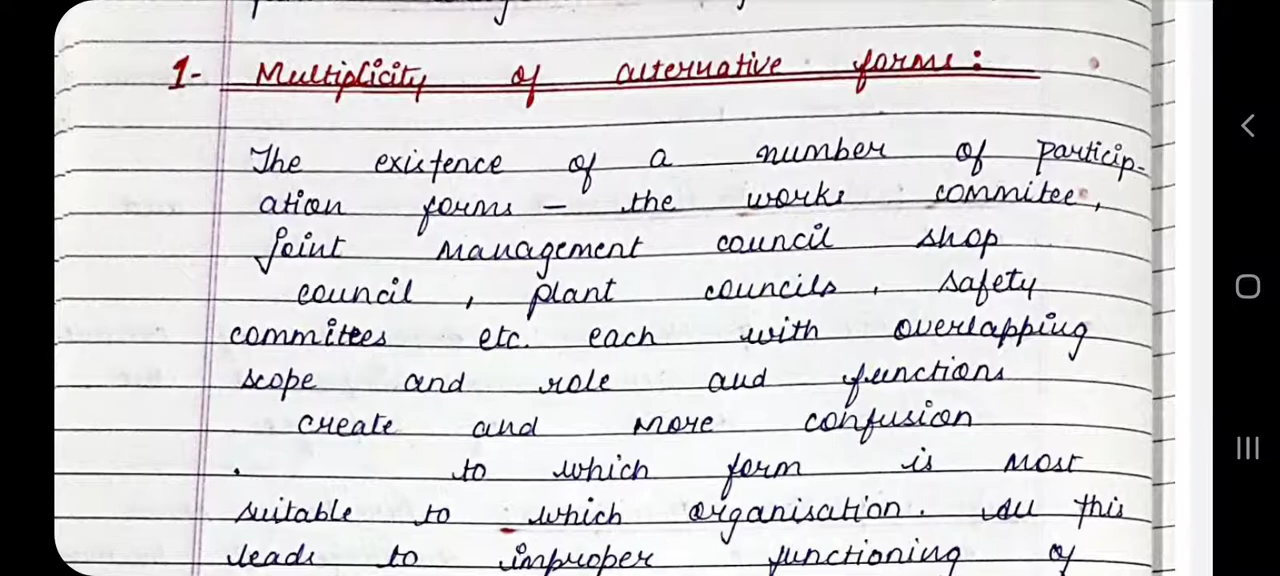 1- Multiplicity of alternative forms:
The existence of a number of particip-
ation forms - the works commitee,
Joint management council shop
council, plant councils, safety
commitees etc. each with overlapping
scope and role and functions
create and more confusion
to which form is most
suitable to which organisation. All this
leads to improper functioning of